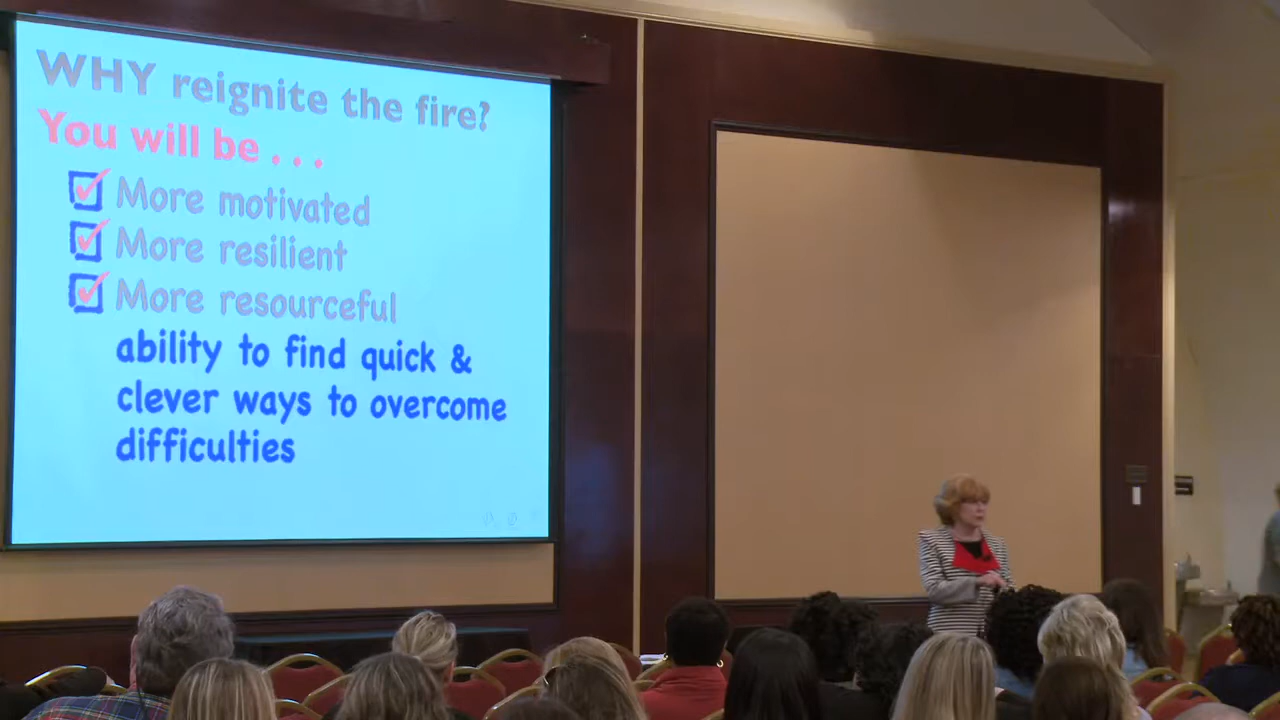 WHY reignite the fire?
You will be . . .
More motivated
More resilient
More resourceful
ability to find quick &
clever ways to overcome
difficulties